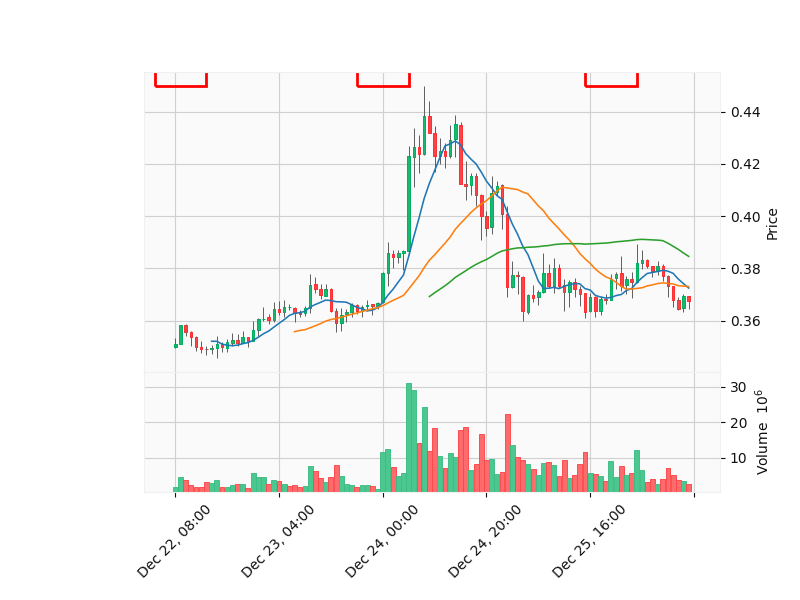 0.44
0.42
0.40
0.38
0.36
Price
30
20
10
Volume 10^6
Dec 22, 08:00
Dec 23, 04:00
Dec 24, 00:00
Dec 24, 20:00
Dec 25, 16:00